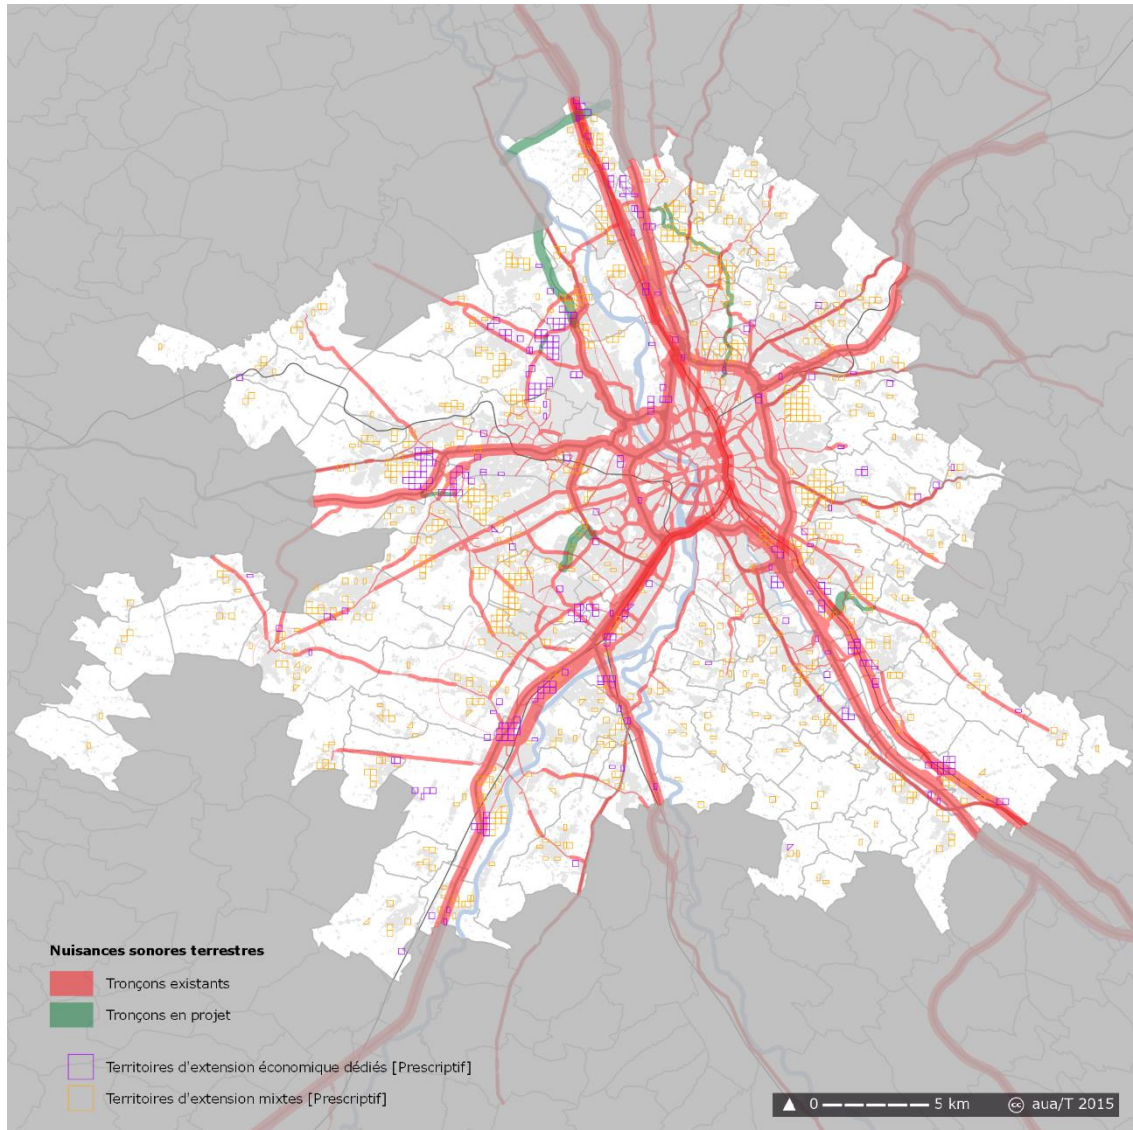 Nuisances sonores terrestres
Tronçons existants
Tronçons en projet
Territoires d'extension économique dédiés [Prescriptif]
Territoires d'extension mixtes [Prescriptif]
0 5 km cc aua/T 2015